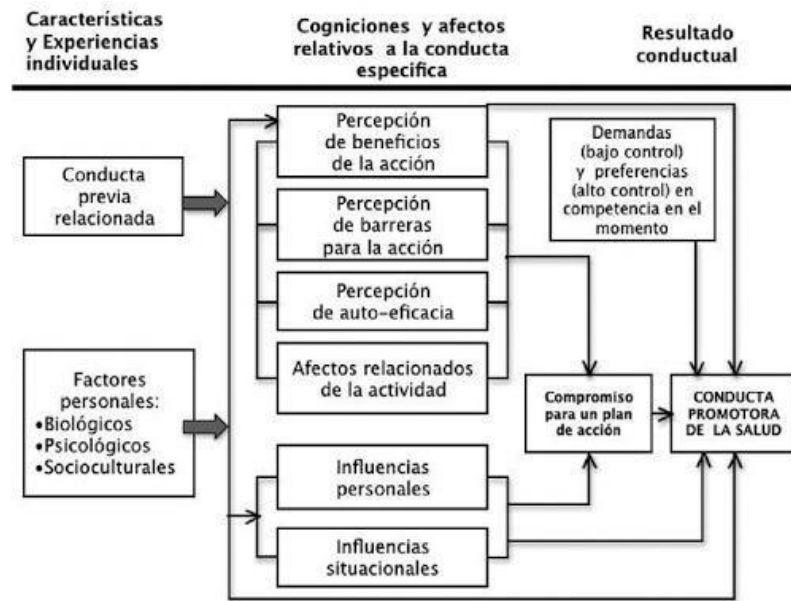 Características
y Experiencias
individuales
Cogniciones y afectos
relativos a la conducta
especifica
Resultado
conductual
Conducta
previa
relacionada
Factores
personales:
•Biológicos
•Psicológicos
•Socioculturales
Percepción
de beneficios
de la acción
Percepción
de barreras
para la acción
Percepción
de auto-eficacia
Afectos relacionados
de la actividad
Influencias
personales
Influencias
situacionales
Demandas
(bajo control)
y preferencias
(alto control) en
competencia en el
momento
Compromiso
para un plan
de acción
CONDUCTA
PROMOTORA
DE LA SALUD